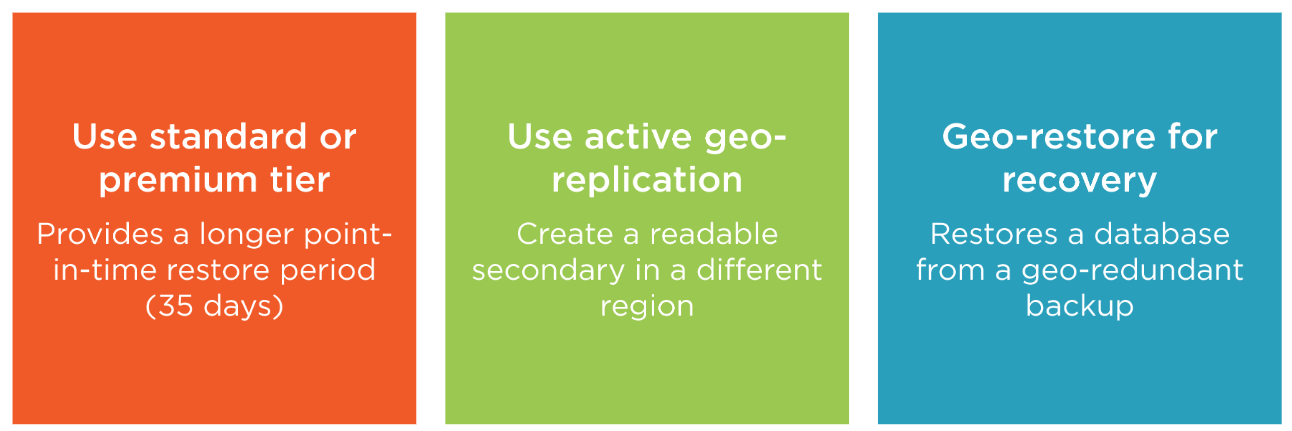 Use standard or
premium tier
Provides a longer point-
in-time restore period
(35 days)
Use active geo-
replication
Create a readable
secondary in a different
region
Geo-restore for
recovery
Restores a database
from a geo-redundant
backup